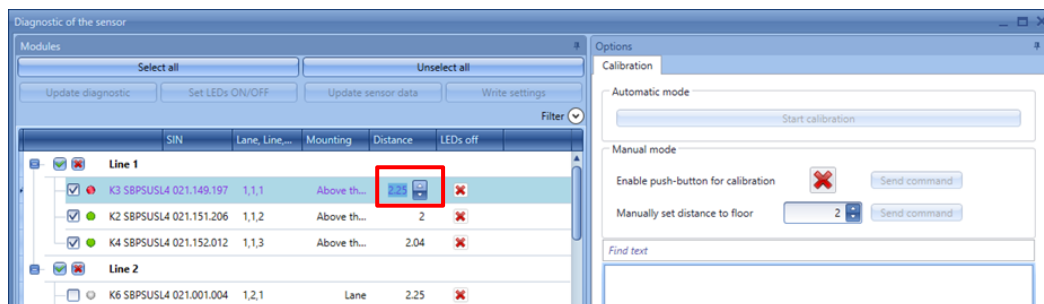 Diagnostic of the sensor
Modules
Select all Unselect all
Update diagnostic Set LEDs ON/OFF Update sensor data Write settings
Filter
SIN Lane, Line,... Mounting Distance LEDs off
Line 1
K3 SBPSUSL4 021.149.197 1,1,1 Above th... 2.25
K2 SBPSUSL4 021.151.206 1,1,2 Above th... 2
K4 SBPSUSL4 021.152.012 1,1,3 Above th... 2.04
Line 2
K6 SBPSUSL4 021.001.004 1,2,1 Lane 2.25
Options
Calibration
Automatic mode
Start calibration
Manual mode
Enable push-button for calibration Send command
Manually set distance to floor 2 Send command
Find text